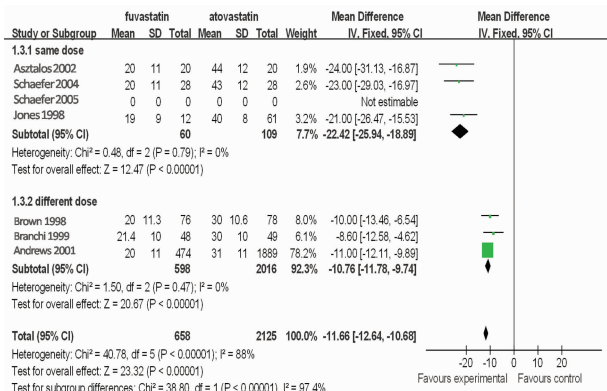 fuvastatin atovastatin Mean Difference Mean Difference
Study or Subgroup Mean SD Total Mean SD Total Weight IV, Fixed, 95% CI IV, Fixed, 95% CI
1.3.1 same dose
Asztalos 2002 20 11 20 44 12 20 1.9% -24.00 [-31.13, -16.87]
Schaefer 2004 20 11 28 43 12 28 2.6% -23.00 [-29.03, -16.97]
Schaefer 2005 0 0 0 0 0 0 Not estimable
Jones 1998 19 9 12 40 8 61 3.2% -21.00 [-26.47, -15.53]
Subtotal (95% CI) 60 109 7.7% -22.42 [-25.94, -18.89]
Heterogeneity: Chi² = 0.48, df = 2 (P = 0.79); I² = 0%
Test for overall effect: Z = 12.47 (P < 0.00001)
1.3.2 different dose
Brown 1998 20 11.3 76 30 10.6 78 8.0% -10.00 [-13.46, -6.54]
Branchi 1999 21.4 10 48 30 10 49 6.1% -8.60 [-12.58, -4.62]
Andrews 2001 20 11 474 31 11 1889 78.2% -11.00 [-12.11, -9.89]
Subtotal (95% CI) 598 2016 92.3% -10.76 [-11.78, -9.74]
Heterogeneity: Chi² = 1.50, df = 2 (P = 0.47); I² = 0%
Test for overall effect: Z = 20.67 (P < 0.00001)
Total (95% CI) 658 2125 100.0% -11.66 [-12.64, -10.68]
Heterogeneity: Chi² = 40.78, df = 5 (P < 0.00001); I² = 88%
Test for overall effect: Z = 23.32 (P < 0.00001)
Test for subgroup differences: Chi² = 38.80, df = 1 (P < 0.00001), I² = 97.4%
-20 -10 0 10 20
Favours experimental Favours control